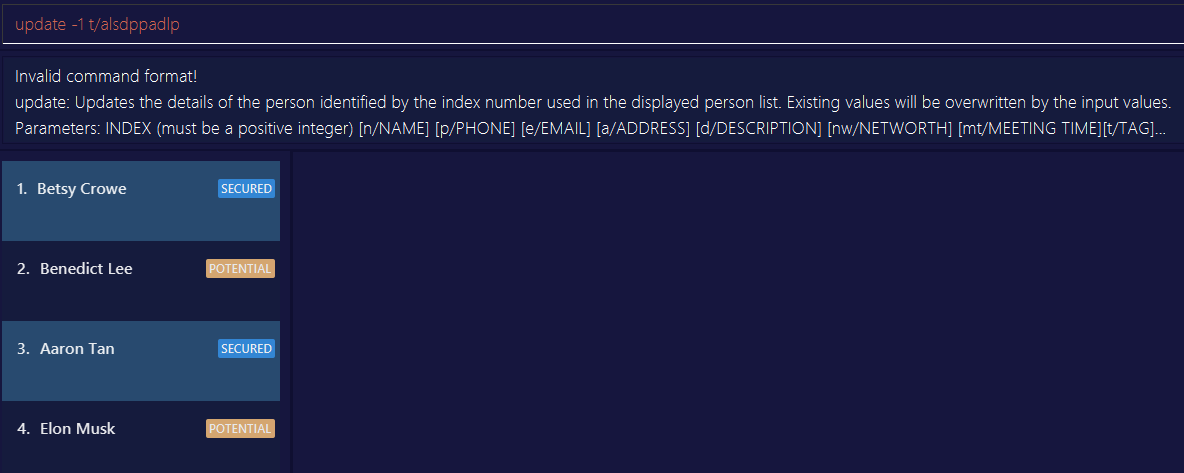 update -1 t/alsdppadlp
Invalid command format!
update: Updates the details of the person identified by the index number used in the displayed person list. Existing values will be overwritten by the input values.
Parameters: INDEX (must be a positive integer) [n/NAME] [p/PHONE] [e/EMAIL] [a/ADDRESS] [d/DESCRIPTION] [nw/NETWORTH] [mt/MEETING TIME][t/TAG]...
1. Betsy Crowe SECURED
2. Benedict Lee POTENTIAL
3. Aaron Tan SECURED
4. Elon Musk POTENTIAL